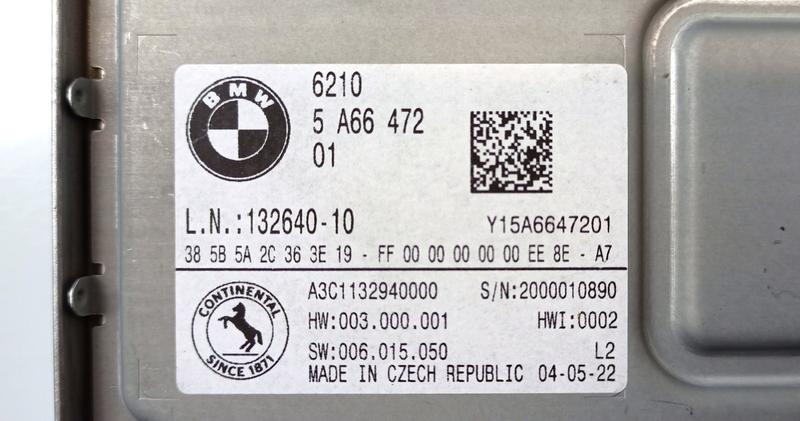 BMW
6210
5 A66 472
01
L.N.:132640-10 Y15A6647201
38 5B 5A 2C 36 3E 19 - FF 00 00 00 00 00 EE 8E - A7
CONTINENTAL
SINCE 1871
A3C1132940000 S/N:2000010890
HW:003.000.001 HWI:0002
SW:006.015.050 L2
MADE IN CZECH REPUBLIC 04-05-22